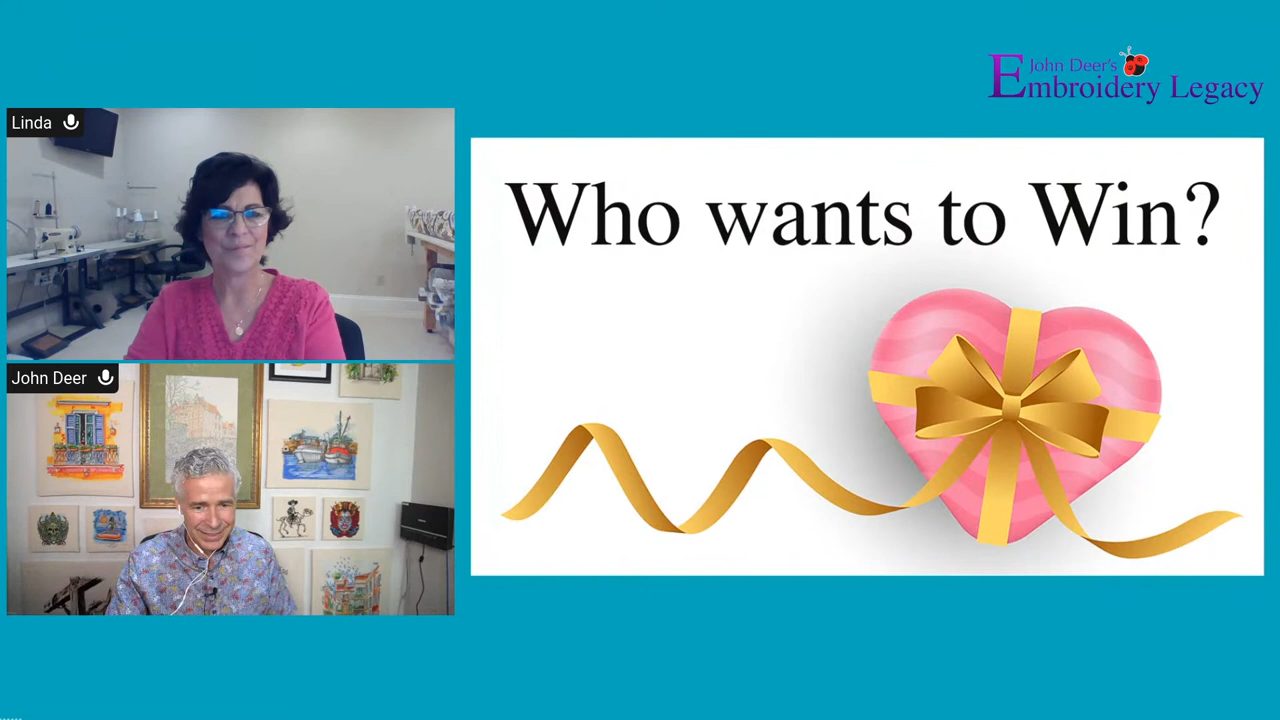 John Deer's
Embroidery Legacy
Linda
Who wants to Win?
John Deer